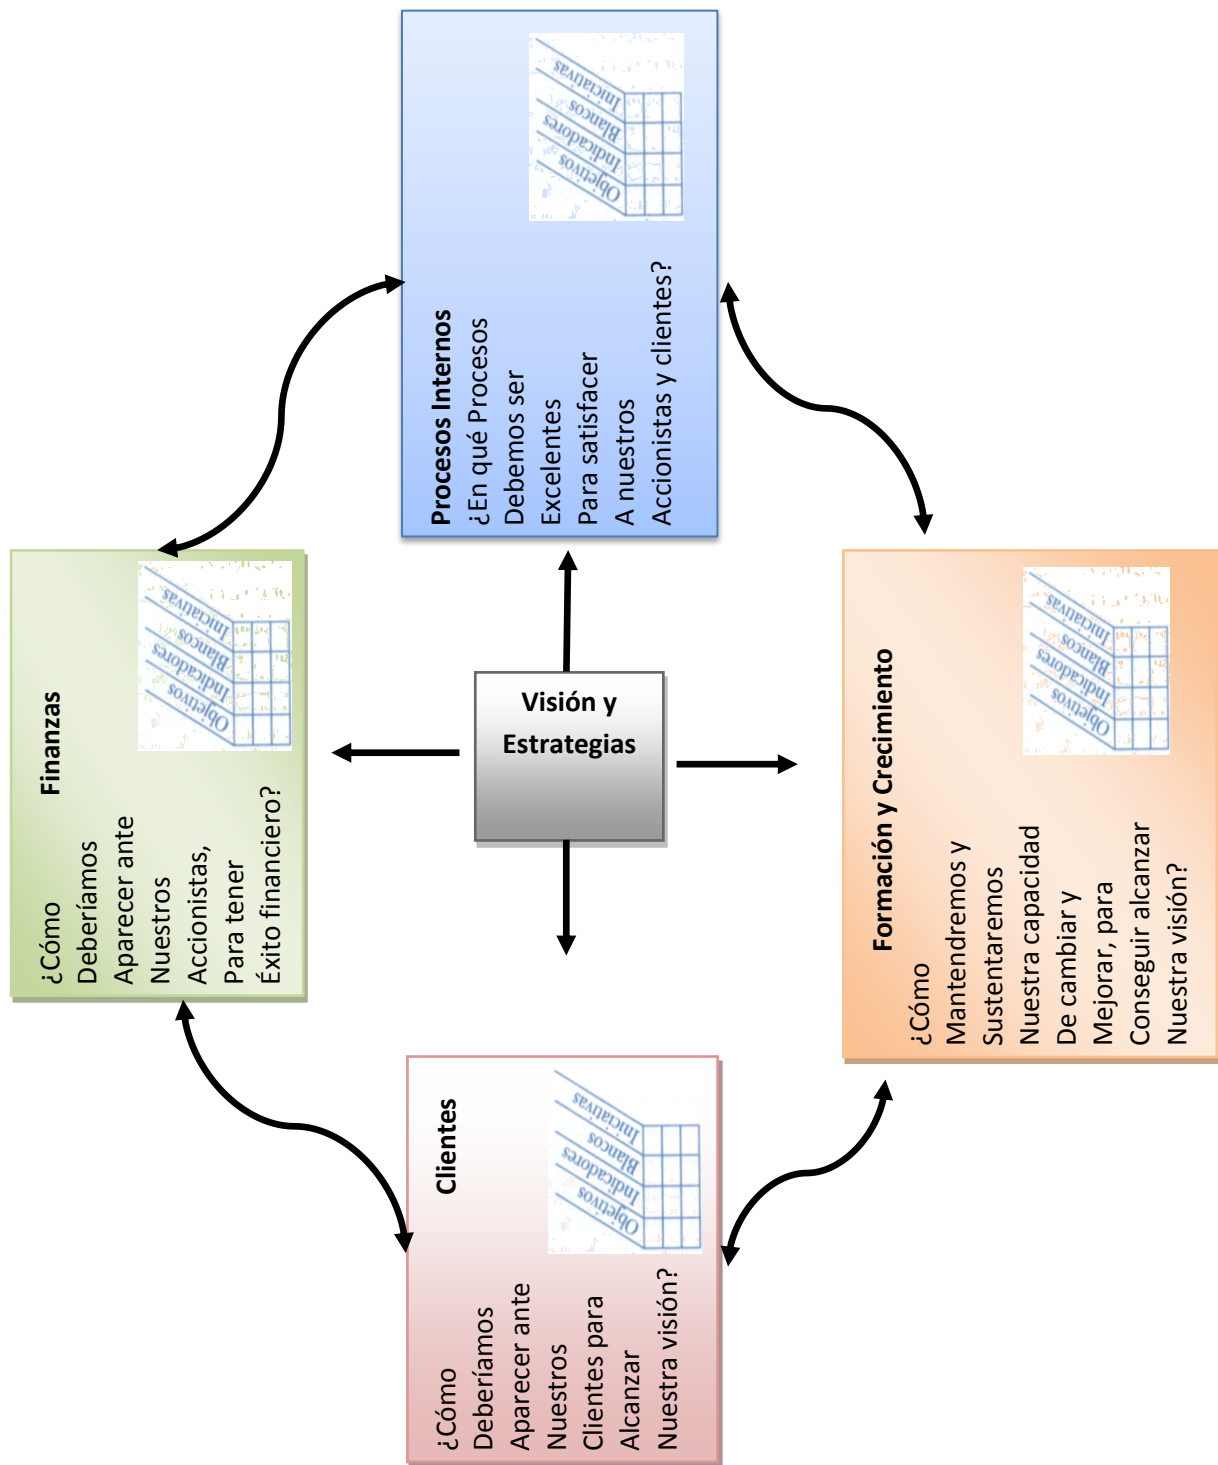 Finanzas
¿Cómo
Deberíamos
Aparecer ante
Nuestros
Accionistas,
Para tener
Éxito financiero?
Objetivos
Indicadores
Blancos
Iniciativas
Clientes
¿Cómo
Deberíamos
Aparecer ante
Nuestros
Clientes para
Alcanzar
Nuestra visión?
Objetivos
Indicadores
Blancos
Iniciativas
Visión y
Estrategias
Procesos Internos
¿En qué Procesos
Debemos ser
Excelentes
Para satisfacer
A nuestros
Accionistas y clientes?
Objetivos
Indicadores
Blancos
Iniciativas
Formación y Crecimiento
¿Cómo
Mantendremos y
Sustentaremos
Nuestra capacidad
De cambiar y
Mejorar, para
Conseguir alcanzar
Nuestra visión?
Objetivos
Indicadores
Blancos
Iniciativas